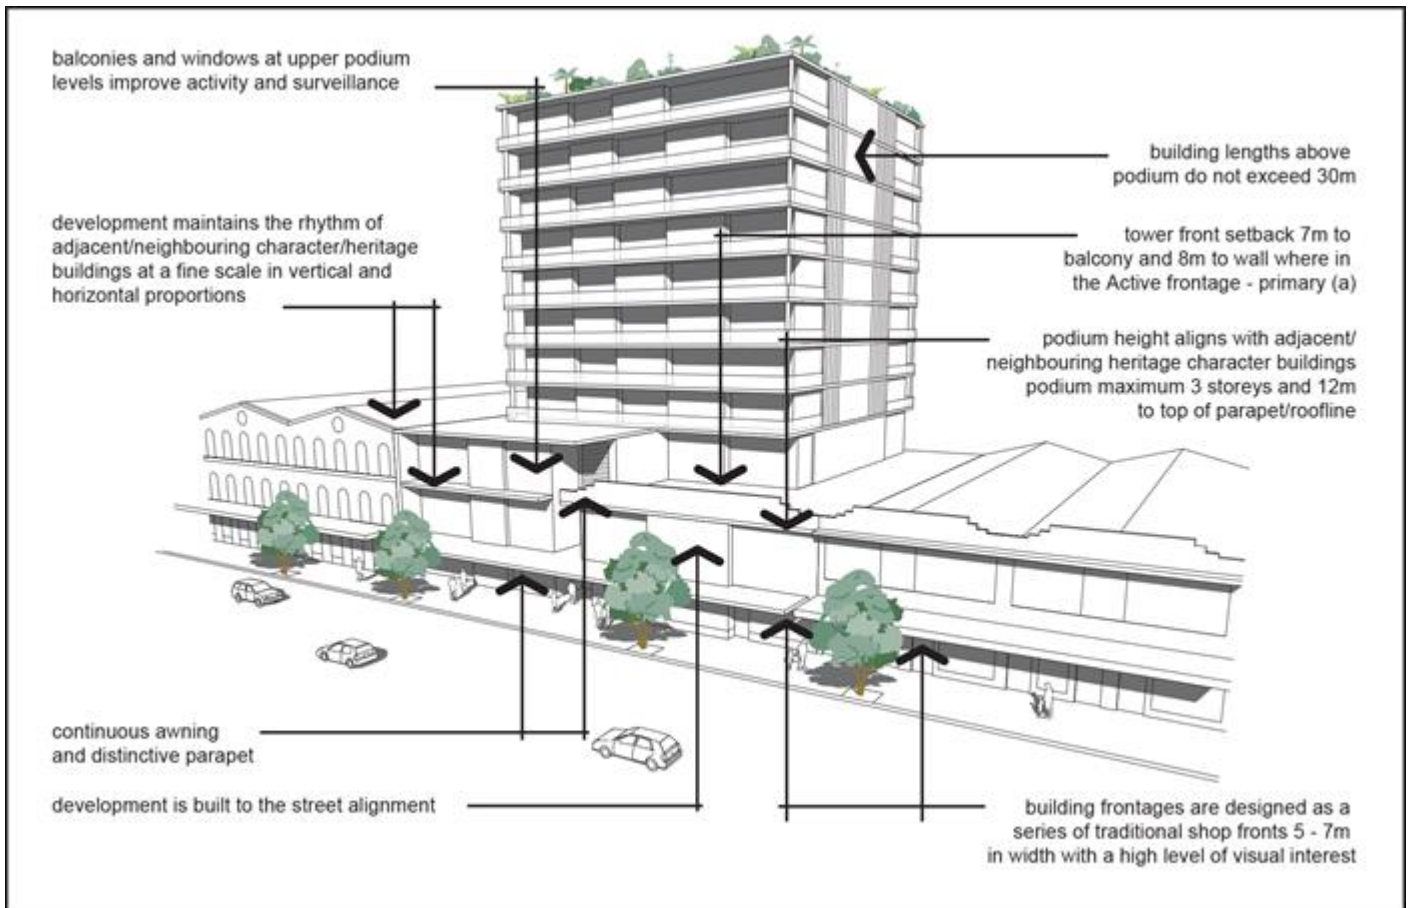 balconies and windows at upper podium
levels improve activity and surveillance
development maintains the rhythm of
adjacent/neighbouring character/heritage
buildings at a fine scale in vertical and
horizontal proportions
building lengths above
podium do not exceed 30m
tower front setback 7m to
balcony and 8m to wall where in
the Active frontage - primary (a)
podium height aligns with adjacent/
neighbouring heritage character buildings
podium maximum 3 storeys and 12m
to top of parapet/roofline
continuous awning
and distinctive parapet
development is built to the street alignment
building frontages are designed as a
series of traditional shop fronts 5 - 7m
in width with a high level of visual interest